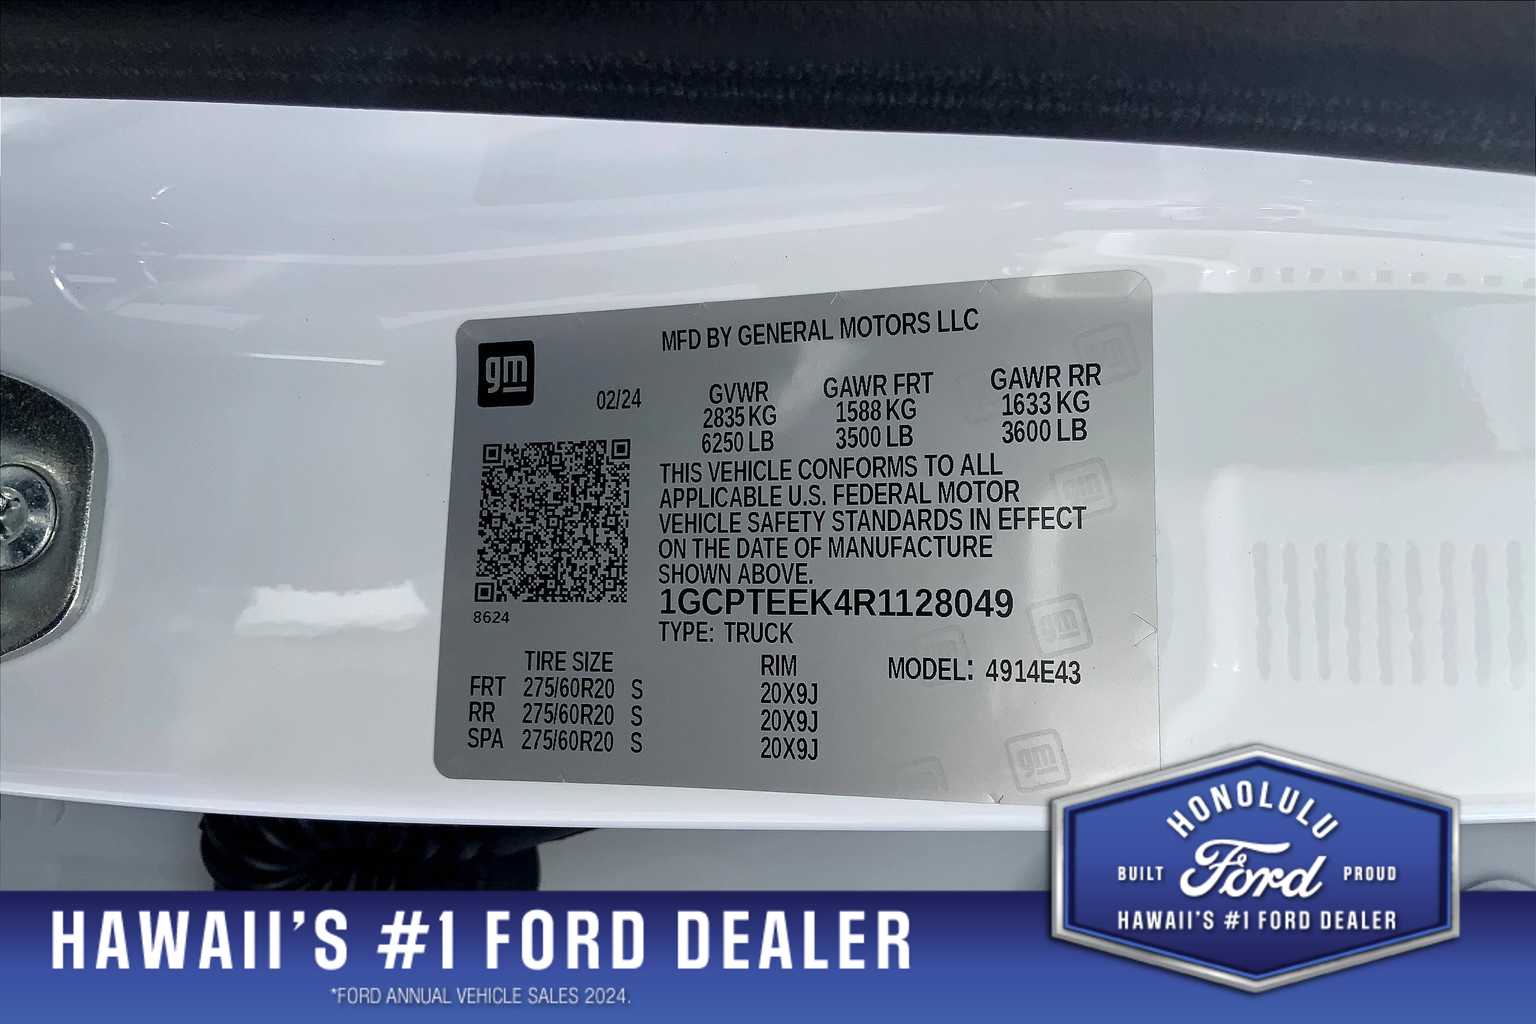 MFD BY GENERAL MOTORS LLC
gm
02/24
GVWR GAWR FRT GAWR RR
2835 KG 1588 KG 1633 KG
6250 LB 3500 LB 3600 LB
THIS VEHICLE CONFORMS TO ALL
APPLICABLE U.S. FEDERAL MOTOR
VEHICLE SAFETY STANDARDS IN EFFECT
ON THE DATE OF MANUFACTURE
SHOWN ABOVE.
8624
1GCPTEEK4R1128049
TYPE: TRUCK
TIRE SIZE RIM MODEL: 4914E43
FRT 275/60R20 S 20X9J
RR 275/60R20 S 20X9J
SPA 275/60R20 S 20X9J
gm
gm
gm
gm
HONOLULU
BUILT Ford PROUD
HAWAII'S #1 FORD DEALER
HAWAII'S #1 FORD DEALER
*FORD ANNUAL VEHICLE SALES 2024.